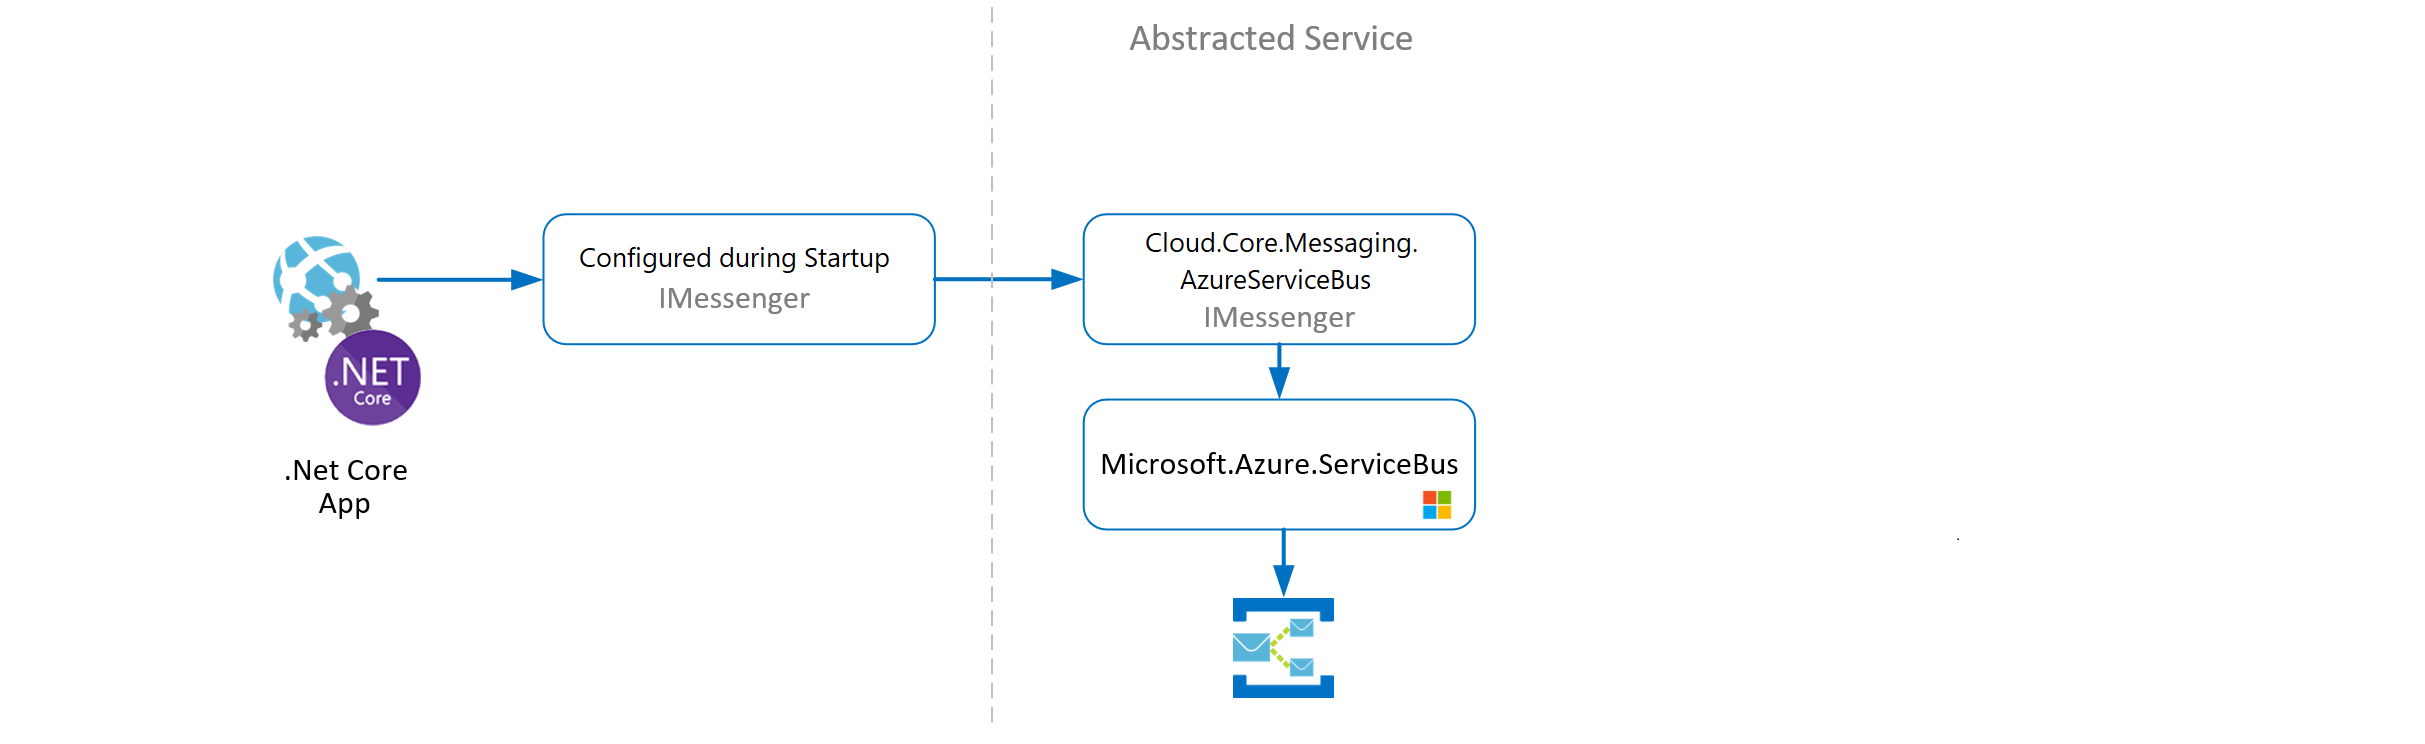 Abstracted Service
Configured during Startup
IMessenger
Cloud.Core.Messaging.
AzureServiceBus
IMessenger
.NET
Core
Microsoft.Azure.ServiceBus
.Net Core
App